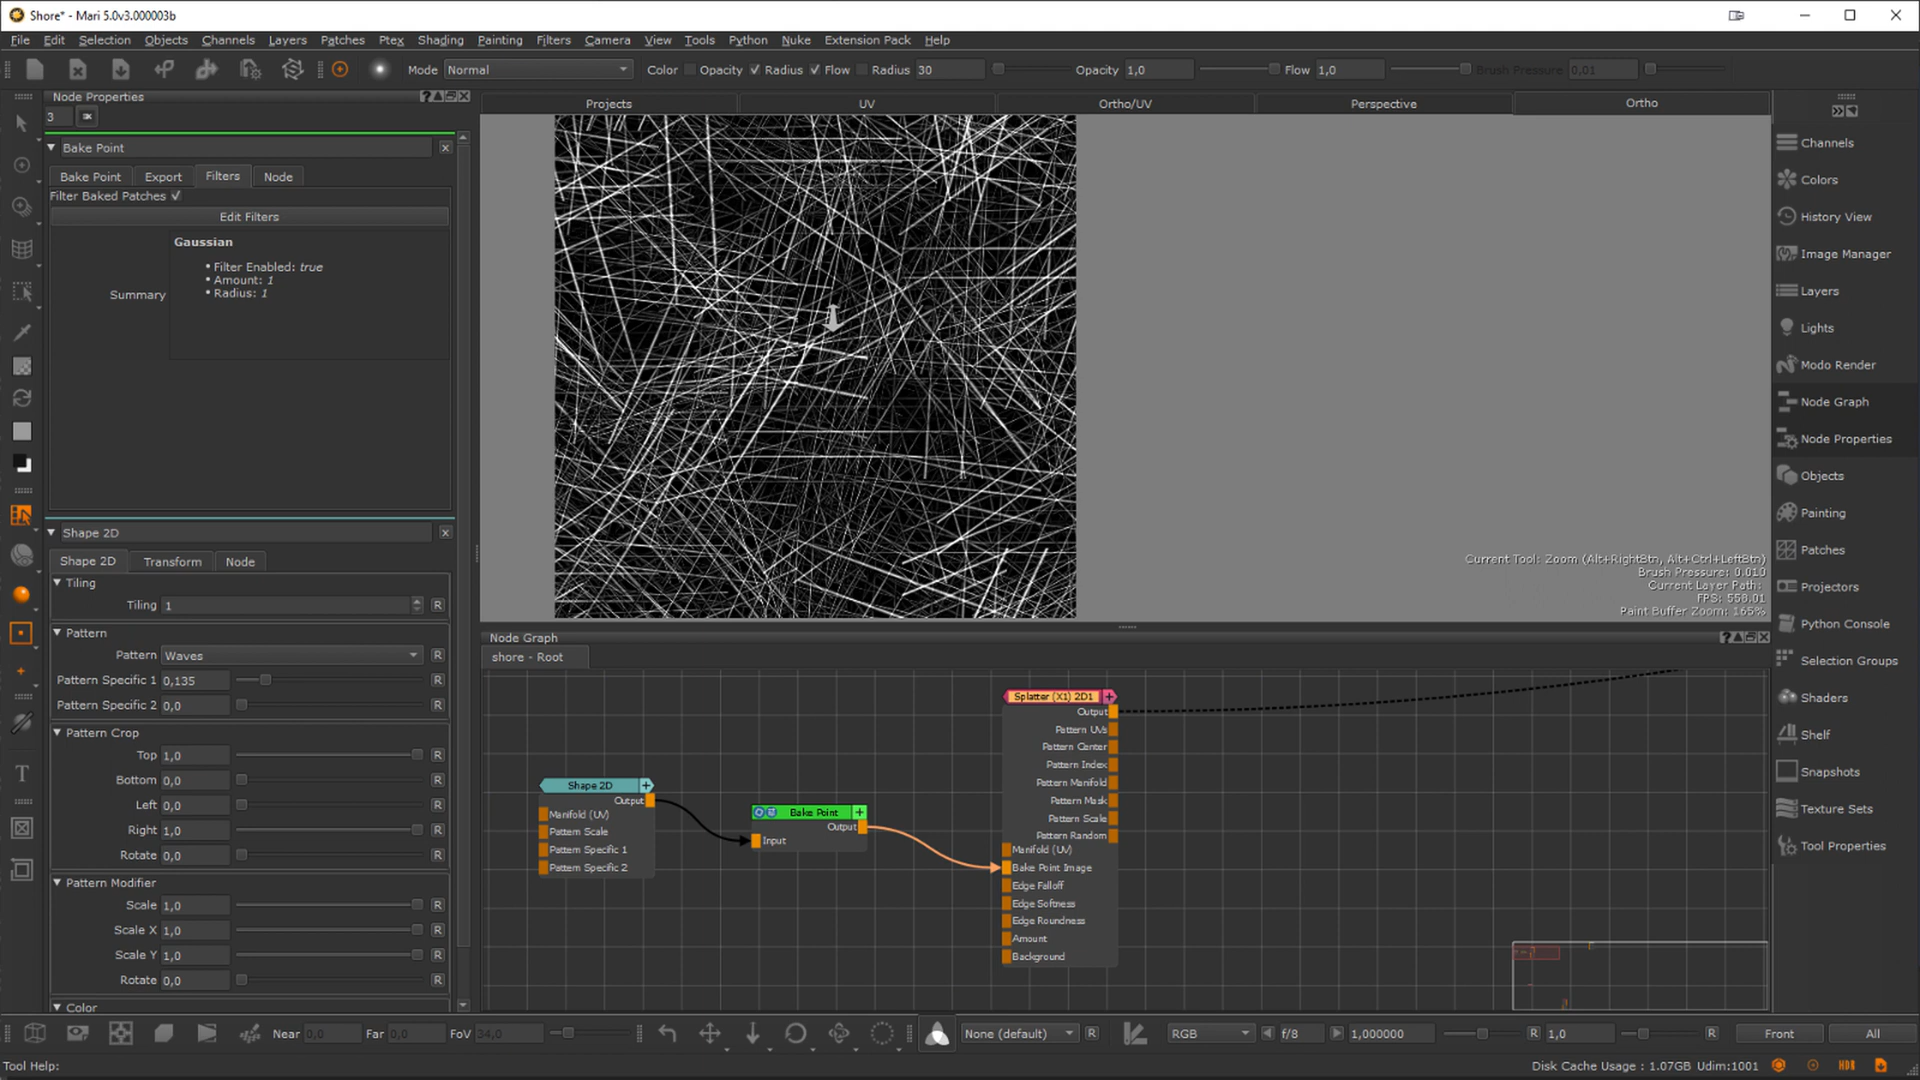 Shore* - Mari 5.0v3.000003b
File Edit Selection Objects Channels Layers Patches Ptex Shading Painting Filters Camera View Tools Python Nuke Extension Pack Help
Mode Normal Color Opacity Radius Flow Radius 30 Opacity 1,0 Flow 1,0 Brush Pressure 0,01
Node Properties
3
Bake Point
Bake Point Export Filters Node
Filter Baked Patches
Edit Filters
Summary
Gaussian
• Filter Enabled: true
• Amount: 1
• Radius: 1
Shape 2D
Shape 2D Transform Node
Tiling
Tiling 1 R
Pattern
Pattern Waves R
Pattern Specific 1 0,135 R
Pattern Specific 2 0,0 R
Pattern Crop
Top 1,0 R
Bottom 0,0 R
Left 0,0 R
Right 1,0 R
Rotate 0,0 R
Pattern Modifier
Scale 1,0 R
Scale X 1,0 R
Scale Y 1,0 R
Rotate 0,0 R
Color
Projects UV Ortho/UV Perspective Ortho
Current Tool: Zoom (Alt+RightBtn, Alt+Ctrl+LeftBtn)
Brush Pressure: 0.010
Current Layer Path:
FPS: 558.01
Paint Buffer Zoom: 165%
Node Graph
shore - Root
Shape 2D +
Output
Manifold (UV)
Pattern Scale
Pattern Specific 1
Pattern Specific 2
Bake Point +
Output
Input
Splatter (X1) 2D1 +
Output
Pattern UVs
Pattern Center
Pattern Index
Pattern Manifold
Pattern Mask
Pattern Scale
Pattern Random
Manifold (UV)
Bake Point Image
Edge Falloff
Edge Softness
Edge Roundness
Amount
Background
Channels
Colors
History View
Image Manager
Layers
Lights
Modo Render
Node Graph
Node Properties
Objects
Painting
Patches
Projectors
Python Console
Selection Groups
Shaders
Shelf
Snapshots
Texture Sets
Tool Properties
Near 0,0 Far 0,0 FoV 34,0 None (default) R RGB f/8 1,000000 R 1,0 R Front All
Tool Help: Disk Cache Usage : 1.07GB Udim:1001 HDR